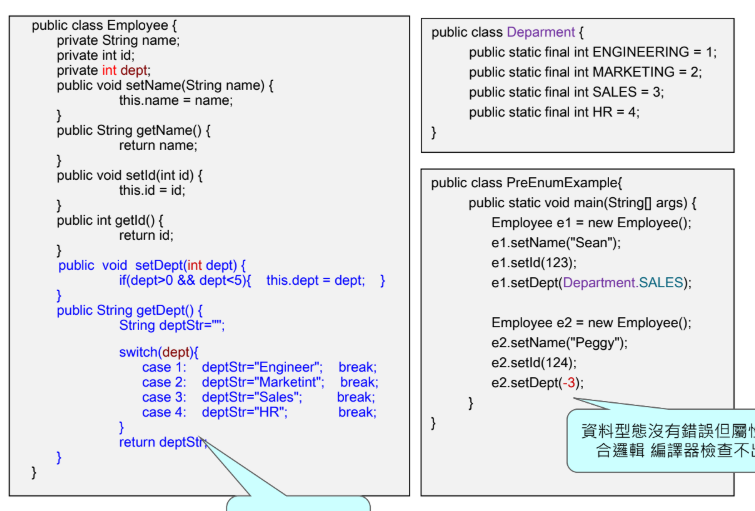 public class Employee {
private String name;
private int id;
private int dept;
public void setName(String name) {
this.name = name;
}
public String getName() {
return name;
}
public void setId(int id) {
this.id = id;
}
public int getId() {
return id;
}
public void setDept(int dept) {
if(dept>0 && dept<5){ this.dept = dept; }
}
public String getDept() {
String deptStr="";
switch(dept){
case 1: deptStr="Engineer"; break;
case 2: deptStr="Marketint"; break;
case 3: deptStr="Sales"; break;
case 4: deptStr="HR"; break;
}
return deptStr;
}
}
public class Deparment {
public static final int ENGINEERING = 1;
public static final int MARKETING = 2;
public static final int SALES = 3;
public static final int HR = 4;
}
public class PreEnumExample{
public static void main(String[] args) {
Employee e1 = new Employee();
e1.setName("Sean");
e1.setId(123);
e1.setDept(Department.SALES);
Employee e2 = new Employee();
e2.setName("Peggy");
e2.setId(124);
e2.setDept(-3);
}
}
資料型態沒有錯誤但屬性
合邏輯 編譯器檢查不出